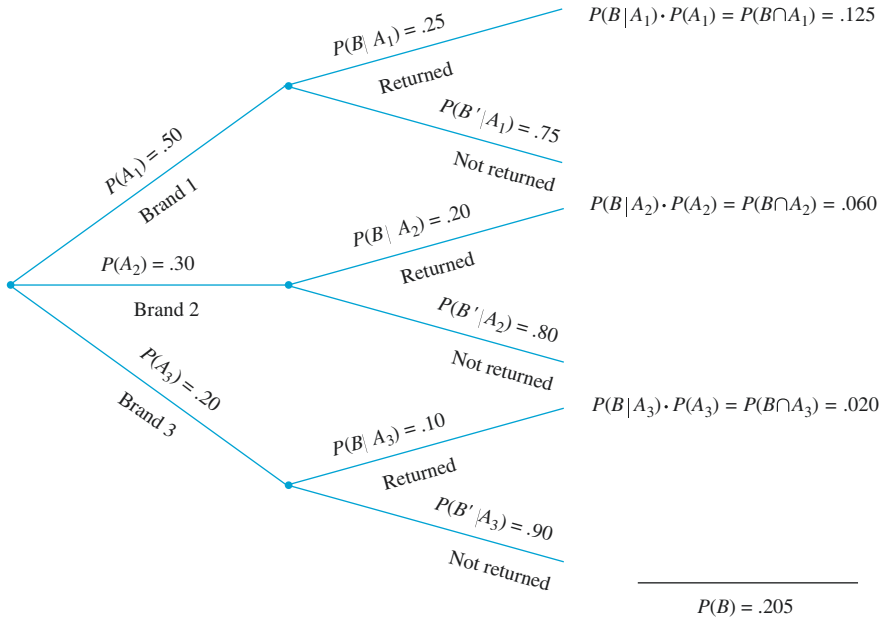 P(B| A₁) = .25
P(B|A₁)·P(A₁) = P(B∩A₁) = .125
Returned
P(B′|A₁) = .75
Not returned
P(A₁) = .50
Brand 1
P(B| A₂) = .20
P(B|A₂)·P(A₂) = P(B∩A₂) = .060
Returned
P(A₂) = .30
Brand 2
P(B′|A₂) = .80
Not returned
P(A₃) = .20
Brand 3
P(B| A₃) = .10
P(B|A₃)·P(A₃) = P(B∩A₃) = .020
Returned
P(B′ |A₃) = .90
Not returned
P(B) = .205